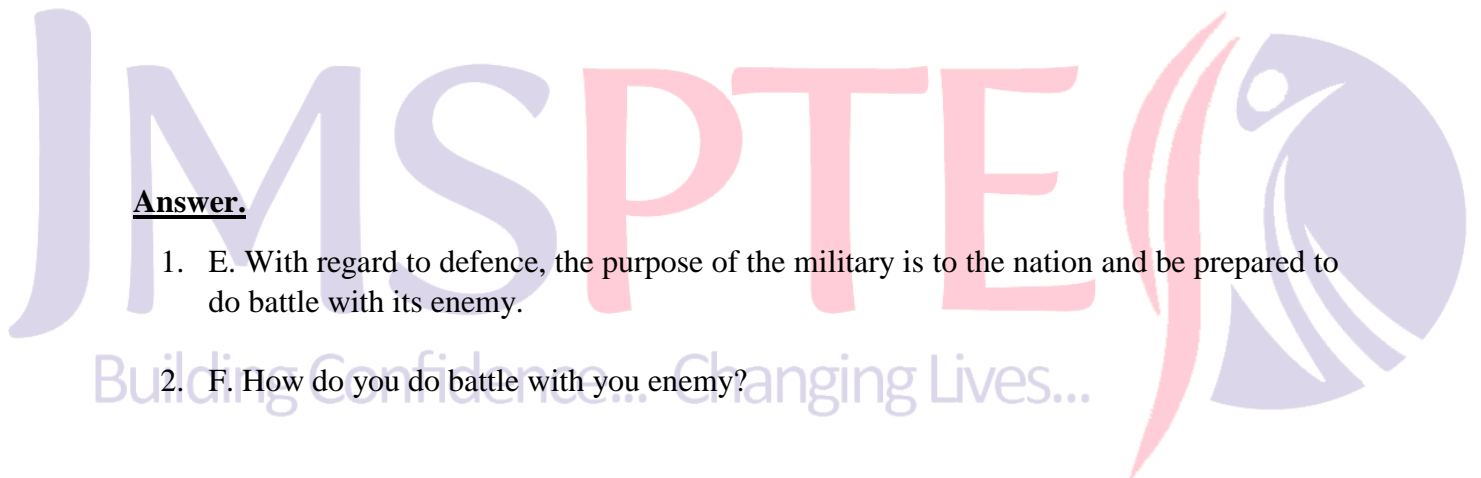 JMSPTE
Answer.
1. E. With regard to defence, the purpose of the military is to the nation and be prepared to
do battle with its enemy.
Building Confidence... Changing Lives...
2. F. How do you do battle with you enemy?